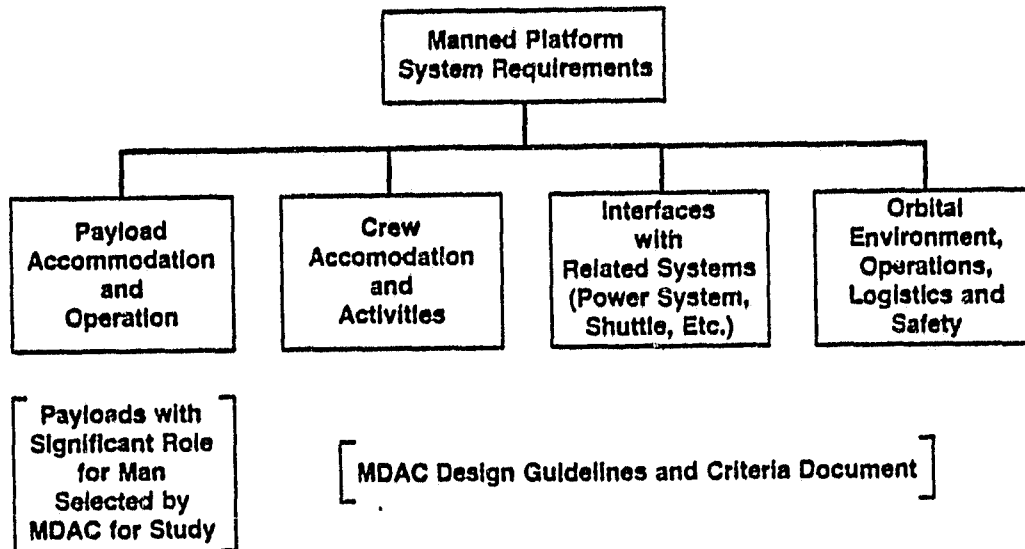 Manned Platform
System Requirements
Payload
Accommodation
and
Operation
Crew
Accomodation
and
Activities
Interfaces
with
Related Systems
(Power System,
Shuttle, Etc.)
Orbital
Environment,
Operations,
Logistics and
Safety
Payloads with
Significant Role
for Man
Selected by
MDAC for Study
MDAC Design Guidelines and Criteria Document